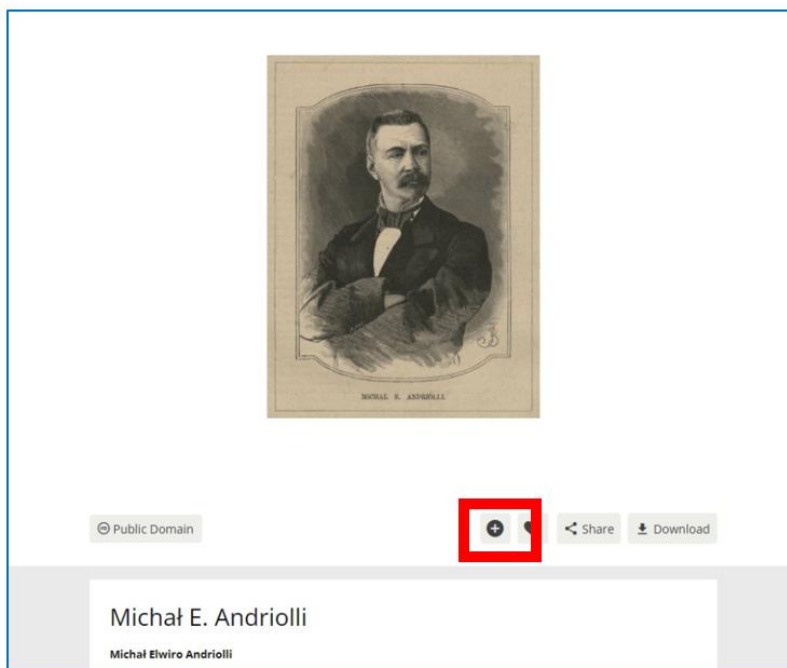 MICHAŁ E. ANDRIOLLI
Public Domain
Share
Download
Michał E. Andriolli
Michał Elwiro Andriolli